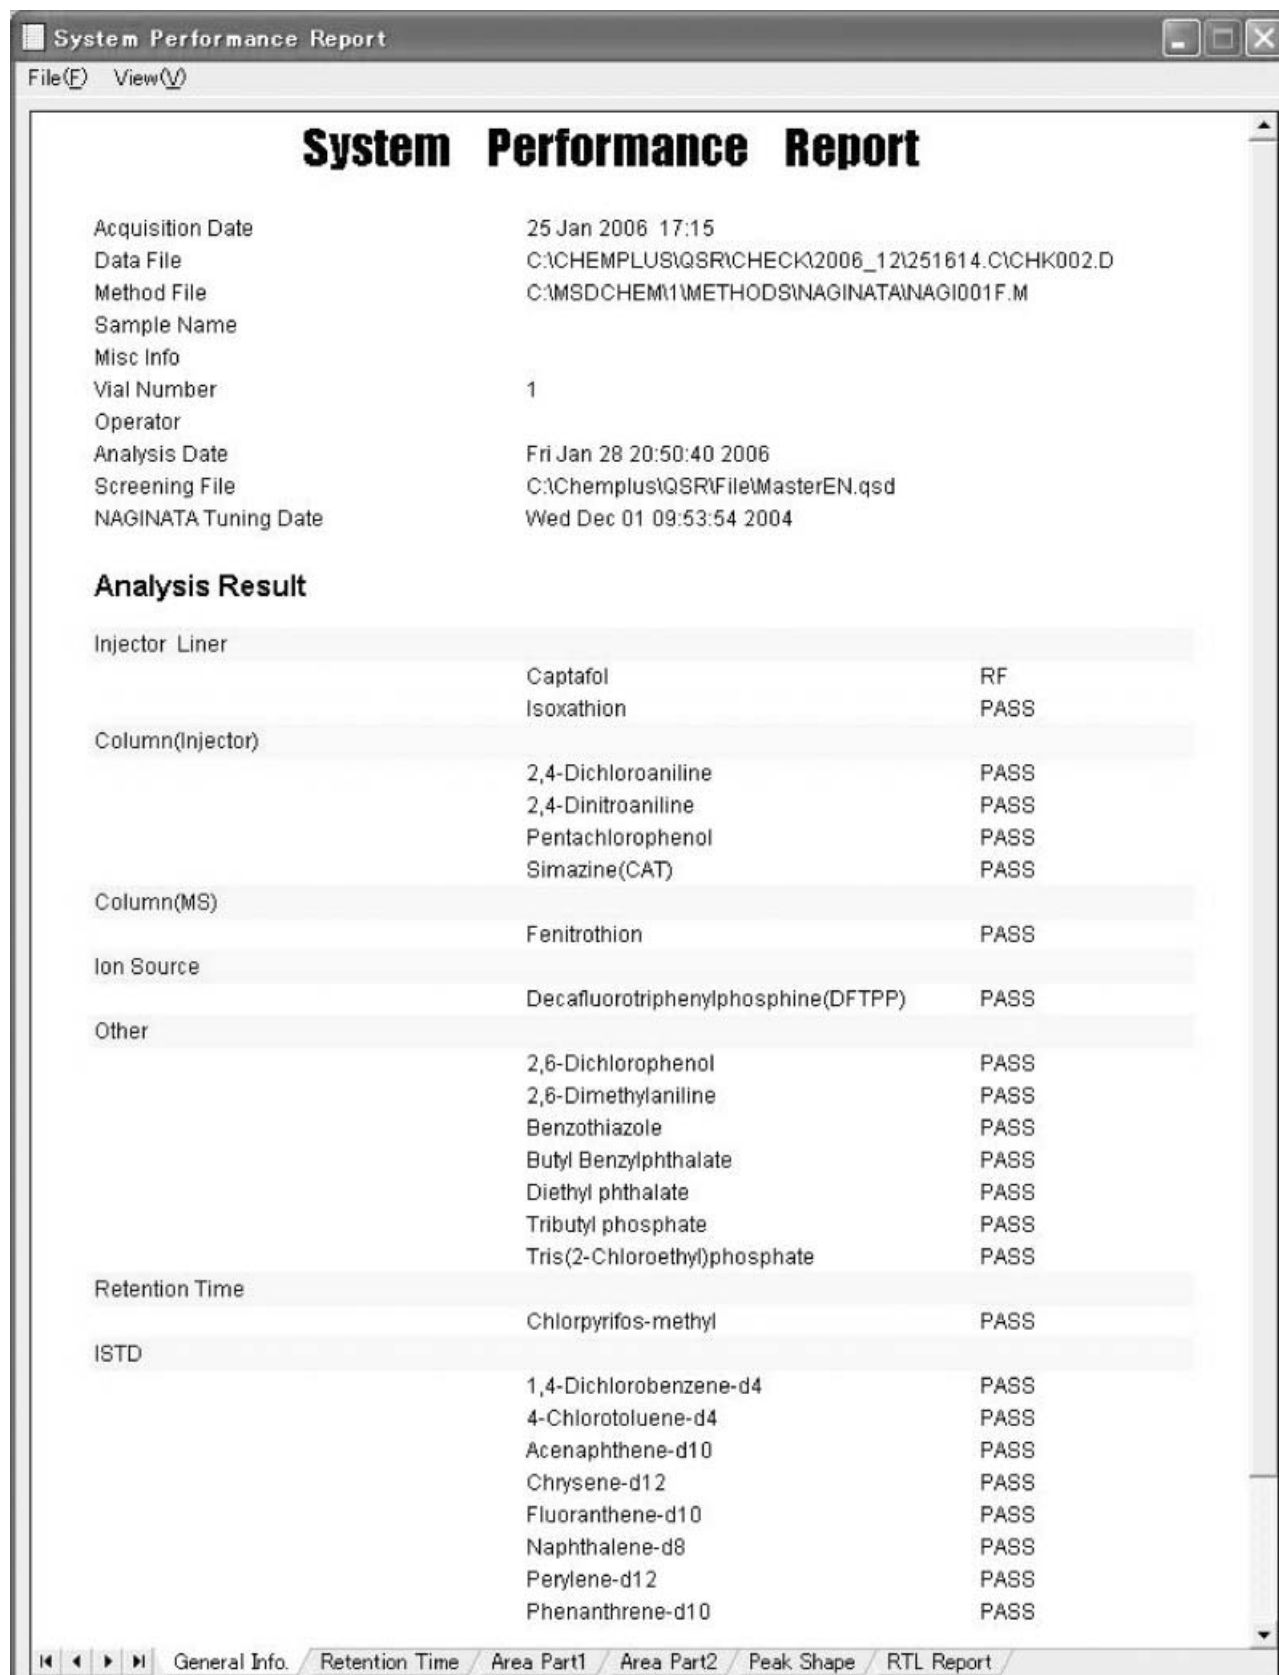 System Performance Report
File(F) View(V)
System Performance Report
Acquisition Date 25 Jan 2006 17:15
Data File C:\CHEMPLUS\QSR\CHECK\2006_12\251614.C\CHK002.D
Method File C:\MSDCHEM\1\METHODS\NAGINATA\NAGI001F.M
Sample Name
Misc Info
Vial Number 1
Operator
Analysis Date Fri Jan 28 20:50:40 2006
Screening File C:\Chemplus\QSR\File\MasterEN.qsd
NAGINATA Tuning Date Wed Dec 01 09:53:54 2004
Analysis Result
Injector Liner
Captafol RF
Isoxathion PASS
Column(Injector)
2,4-Dichloroaniline PASS
2,4-Dinitroaniline PASS
Pentachlorophenol PASS
Simazine(CAT) PASS
Column(MS)
Fenitrothion PASS
Ion Source
Decafluorotriphenylphosphine(DFTPP) PASS
Other
2,6-Dichlorophenol PASS
2,6-Dimethylaniline PASS
Benzothiazole PASS
Butyl Benzylphthalate PASS
Diethyl phthalate PASS
Tributyl phosphate PASS
Tris(2-Chloroethyl)phosphate PASS
Retention Time
Chlorpyrifos-methyl PASS
ISTD
1,4-Dichlorobenzene-d4 PASS
4-Chlorotoluene-d4 PASS
Acenaphthene-d10 PASS
Chrysene-d12 PASS
Fluoranthene-d10 PASS
Naphthalene-d8 PASS
Perylene-d12 PASS
Phenanthrene-d10 PASS
General Info. Retention Time Area Part1 Area Part2 Peak Shape RTL Report